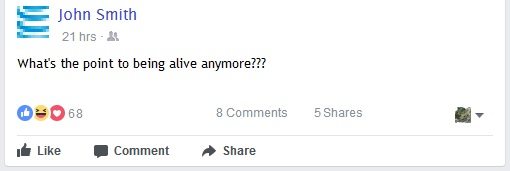 John Smith
21 hrs ·
What's the point to being alive anymore???
68 8 Comments 5 Shares
Like Comment Share